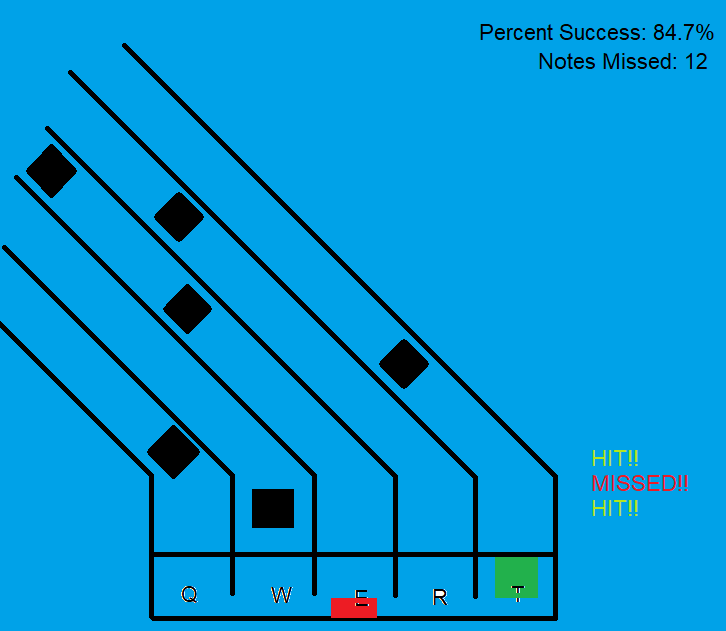 Percent Success: 84.7%
Notes Missed: 12
HIT!!
MISSED!!
HIT!!
Q W E R T